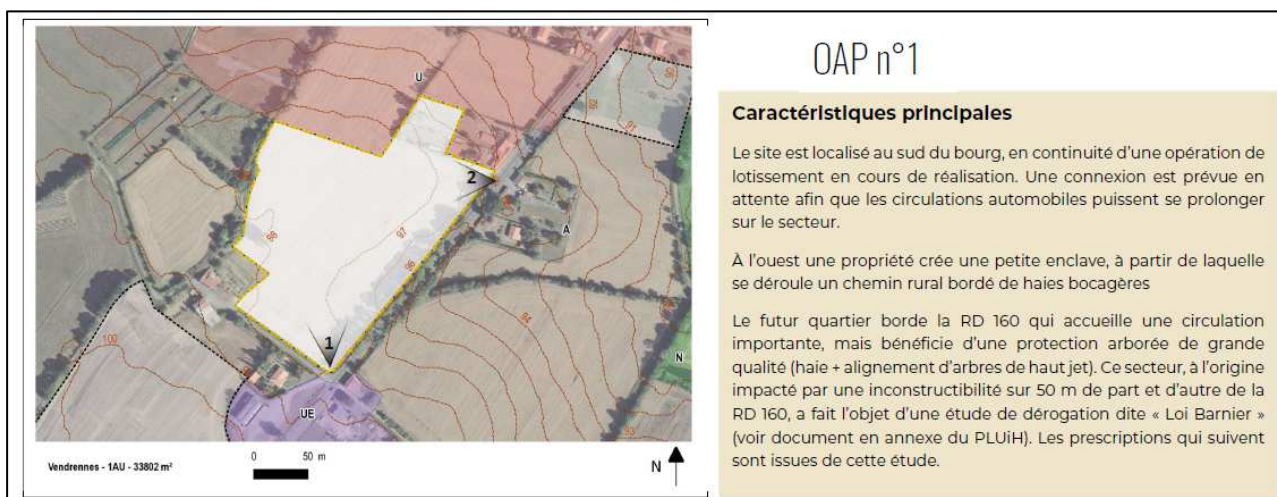 OAP n°1
Caractéristiques principales
Le site est localisé au sud du bourg, en continuité d'une opération de
lotissement en cours de réalisation. Une connexion est prévue en
attente afin que les circulations automobiles puissent se prolonger
sur le secteur.
À l'ouest une propriété crée une petite enclave, à partir de laquelle
se déroule un chemin rural bordé de haies bocagères
Le futur quartier borde la RD 160 qui accueille une circulation
importante, mais bénéficie d'une protection arborée de grande
qualité (haie + alignement d'arbres de haut jet). Ce secteur, à l'origine
impacté par une inconstructibilité sur 50 m de part et d'autre de la
RD 160, a fait l'objet d'une étude de dérogation dite « Loi Barnier »
(voir document en annexe du PLUiH). Les prescriptions qui suivent
sont issues de cette étude.
U
2
A
97
98
96
94
1
100
N
UE
93
0 50 m
Vendrennes - 1AU - 33802 m²
N